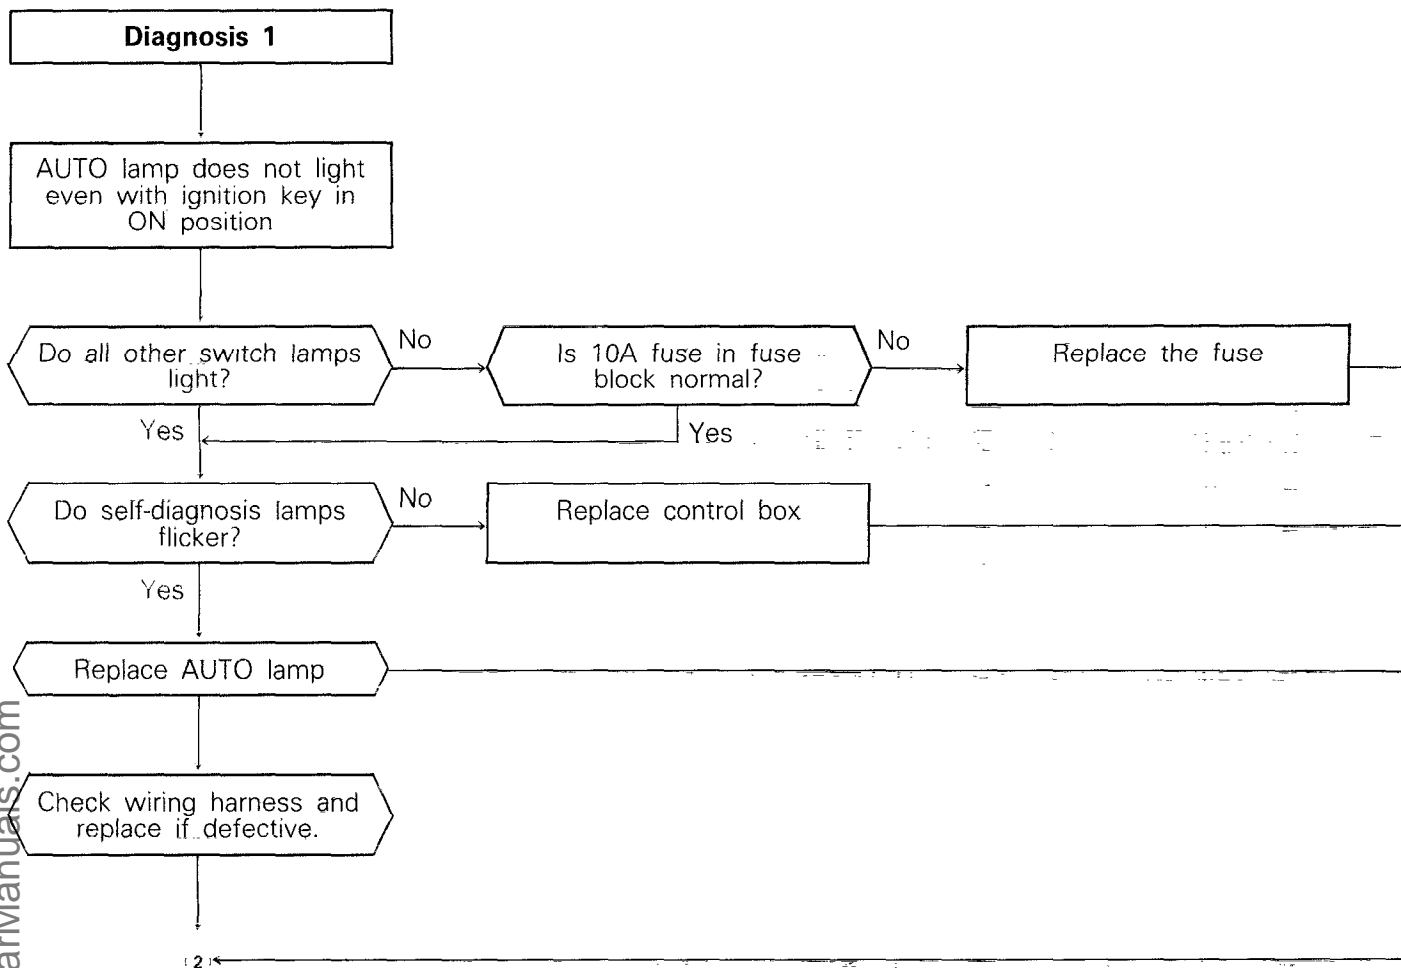 Diagnosis 1
AUTO lamp does not light
even with ignition key in
ON position
Do all other switch lamps
light?
No
Is 10A fuse in fuse
block normal?
No
Replace the fuse
Yes
Yes
Do self-diagnosis lamps
flicker?
No
Replace control box
Yes
Replace AUTO lamp
Check wiring harness and
replace if defective.
2
arManuals.com